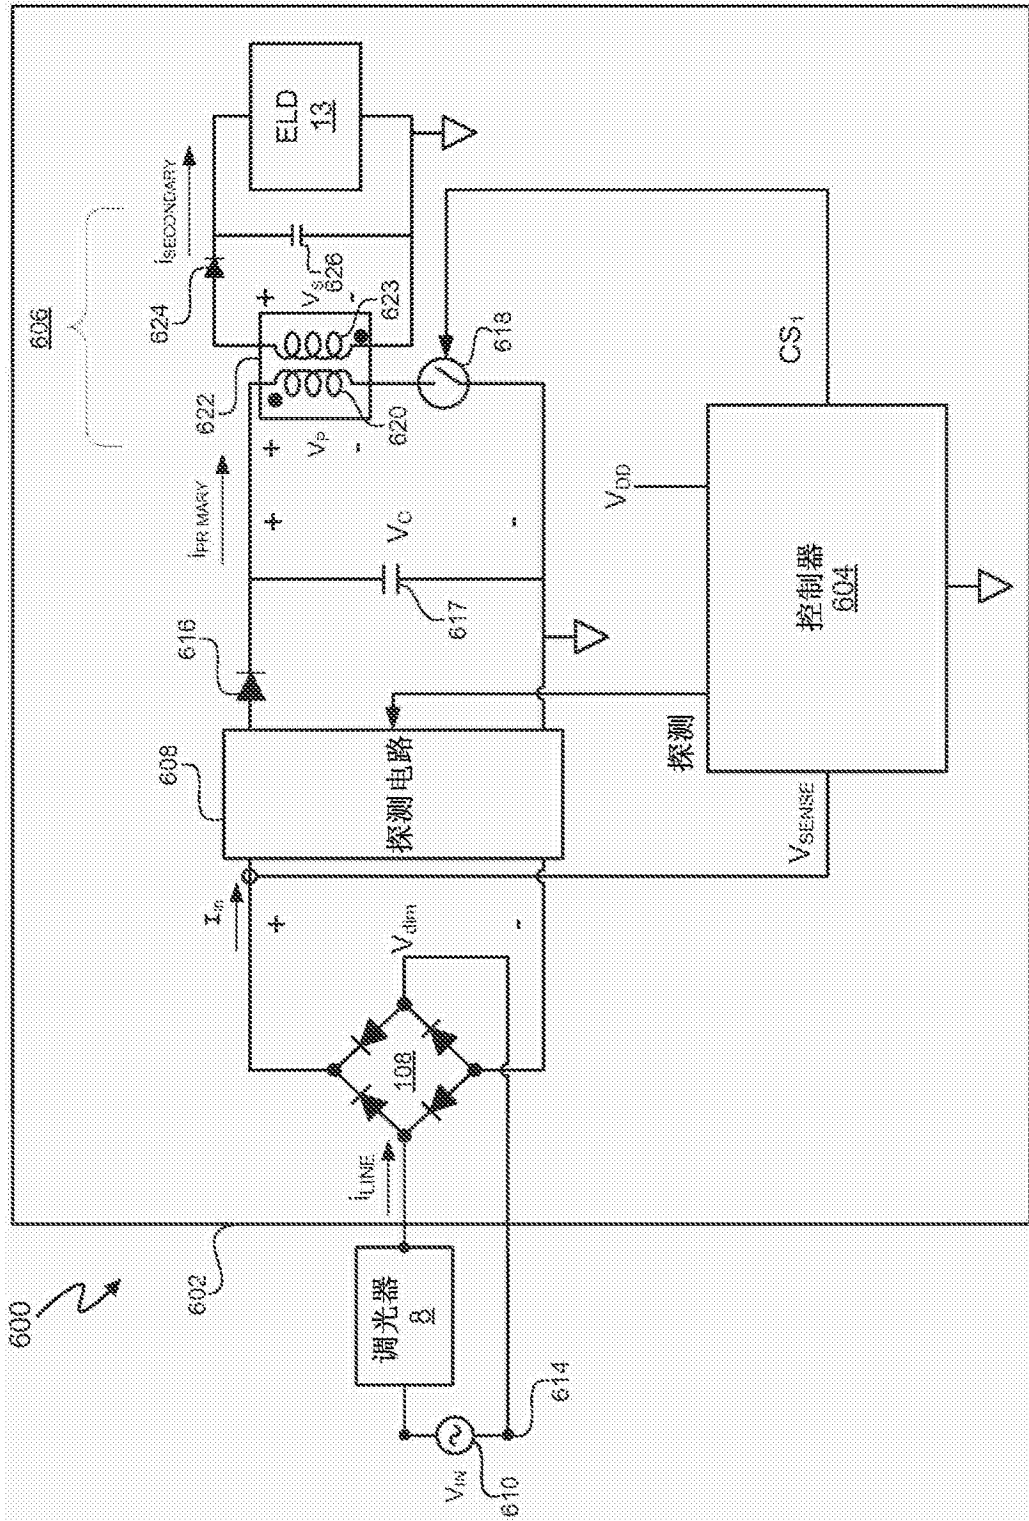 600
602
606
V_IN
610
614
调光器
8
i_LINE
108
V_dim
+
-
I_in
608
探测电路
616
617
+
V_C
-
i_PRIMARY
622
+
V_P
-
620
618
624
i_SECONDARY
+
V_S
-
626
623
ELD
13
V_SENSE
探测
控制器
604
V_DD
CS_1